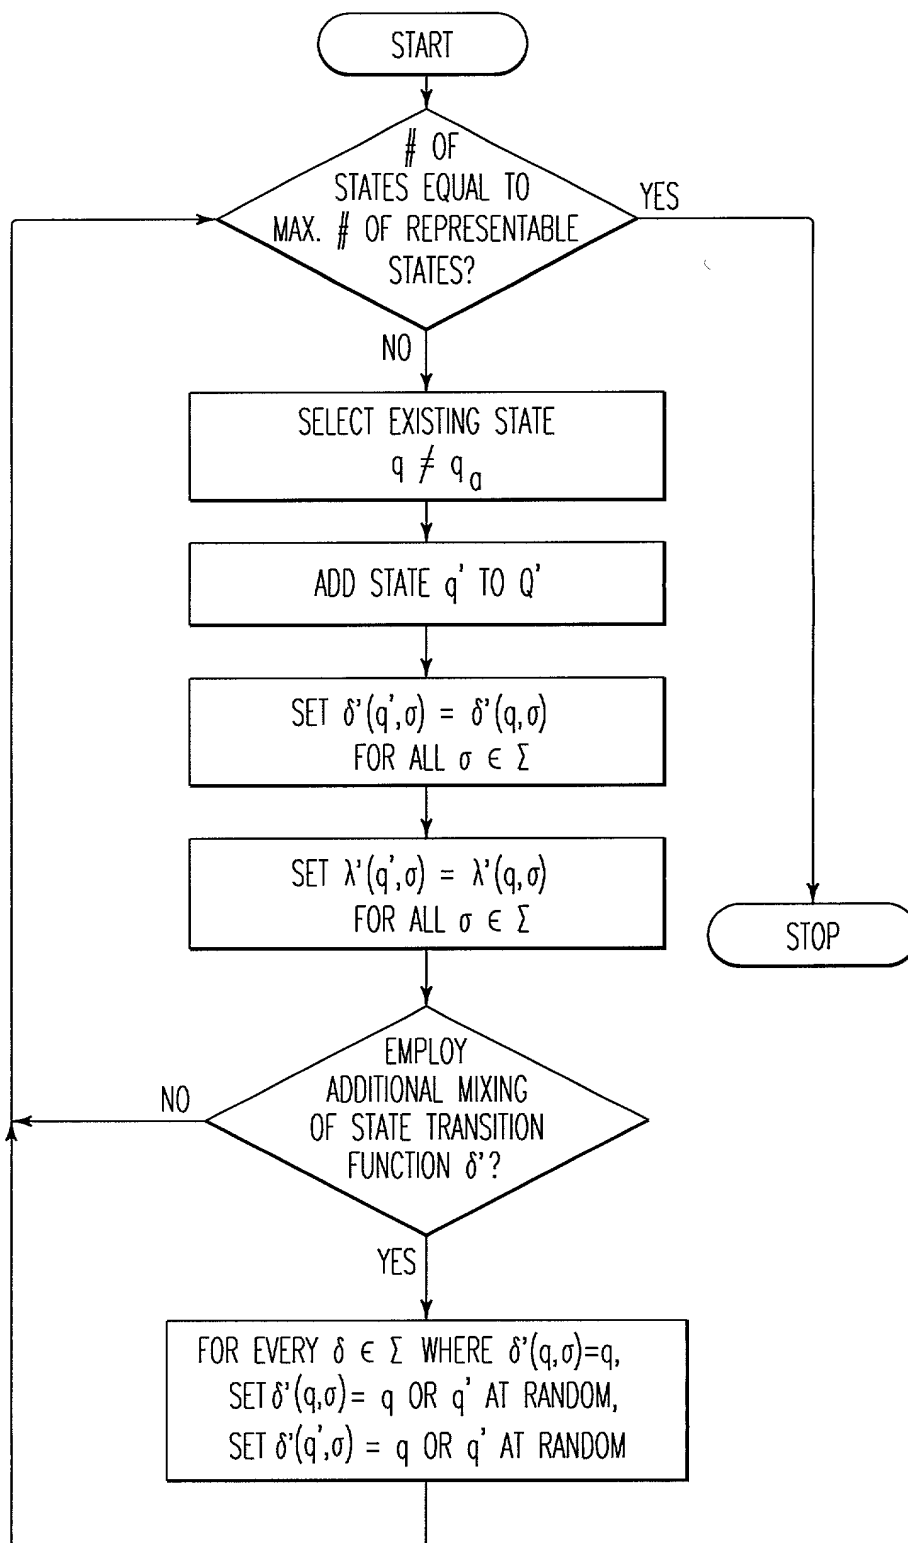 START
# OF
STATES EQUAL TO
MAX. # OF REPRESENTABLE
STATES?
YES
NO
SELECT EXISTING STATE
q ≠ qₐ
ADD STATE q' TO Q'
SET δ'(q',σ) = δ'(q,σ)
FOR ALL σ ∈ Σ
SET λ'(q',σ) = λ'(q,σ)
FOR ALL σ ∈ Σ
STOP
EMPLOY
ADDITIONAL MIXING
OF STATE TRANSITION
FUNCTION δ'?
NO
YES
FOR EVERY δ ∈ Σ WHERE δ'(q,σ)=q,
SET δ'(q,σ)= q OR q' AT RANDOM,
SET δ'(q',σ) = q OR q' AT RANDOM